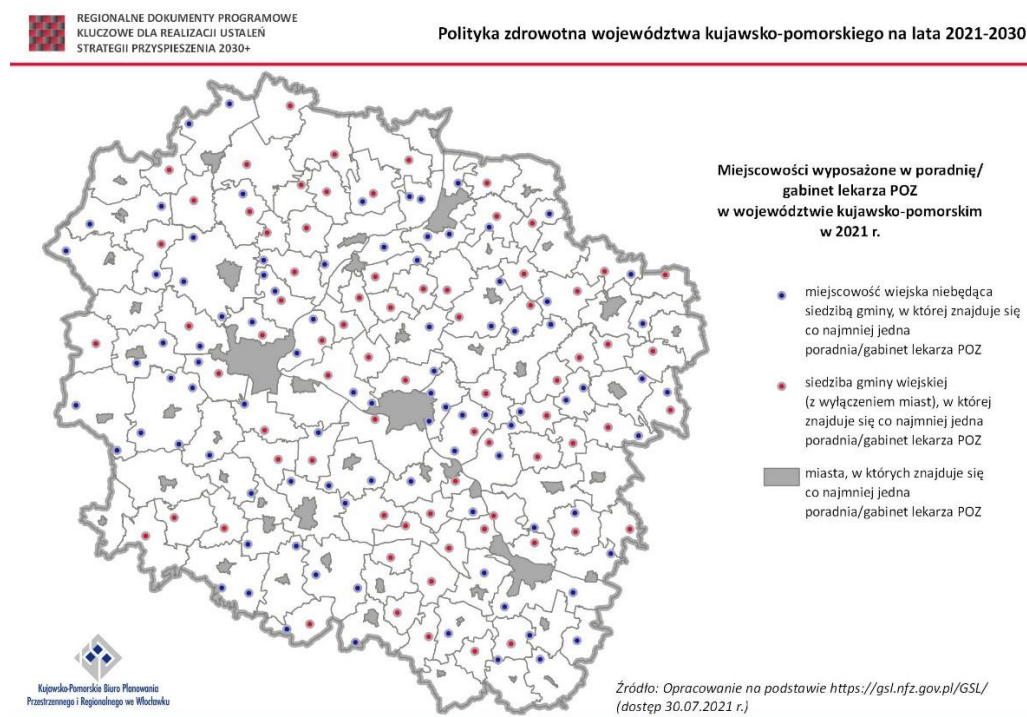 REGIONALNE DOKUMENTY PROGRAMOWE
KLUCZOWE DLA REALIZACJI USTALEŃ
STRATEGII PRZYSPIESZENIA 2030+
Polityka zdrowotna województwa kujawsko-pomorskiego na lata 2021-2030
Miejscowości wyposażone w poradnię/
gabinet lekarza POZ
w województwie kujawsko-pomorskim
w 2021 r.
miejscowość wiejska niebędąca
siedzibą gminy, w której znajduje się
co najmniej jedna
poradnia/gabinet lekarza POZ
siedziba gminy wiejskiej
(z wyłączeniem miast), w której
znajduje się co najmniej jedna
poradnia/gabinet lekarza POZ
miasta, w których znajduje się
co najmniej jedna
poradnia/gabinet lekarza POZ
Kujawsko-Pomorskie Biuro Planowania
Przestrzennego i Regionalnego we Włocławku
Źródło: Opracowanie na podstawie https://gsl.nfz.gov.pl/GSL/
(dostęp 30.07.2021 r.)